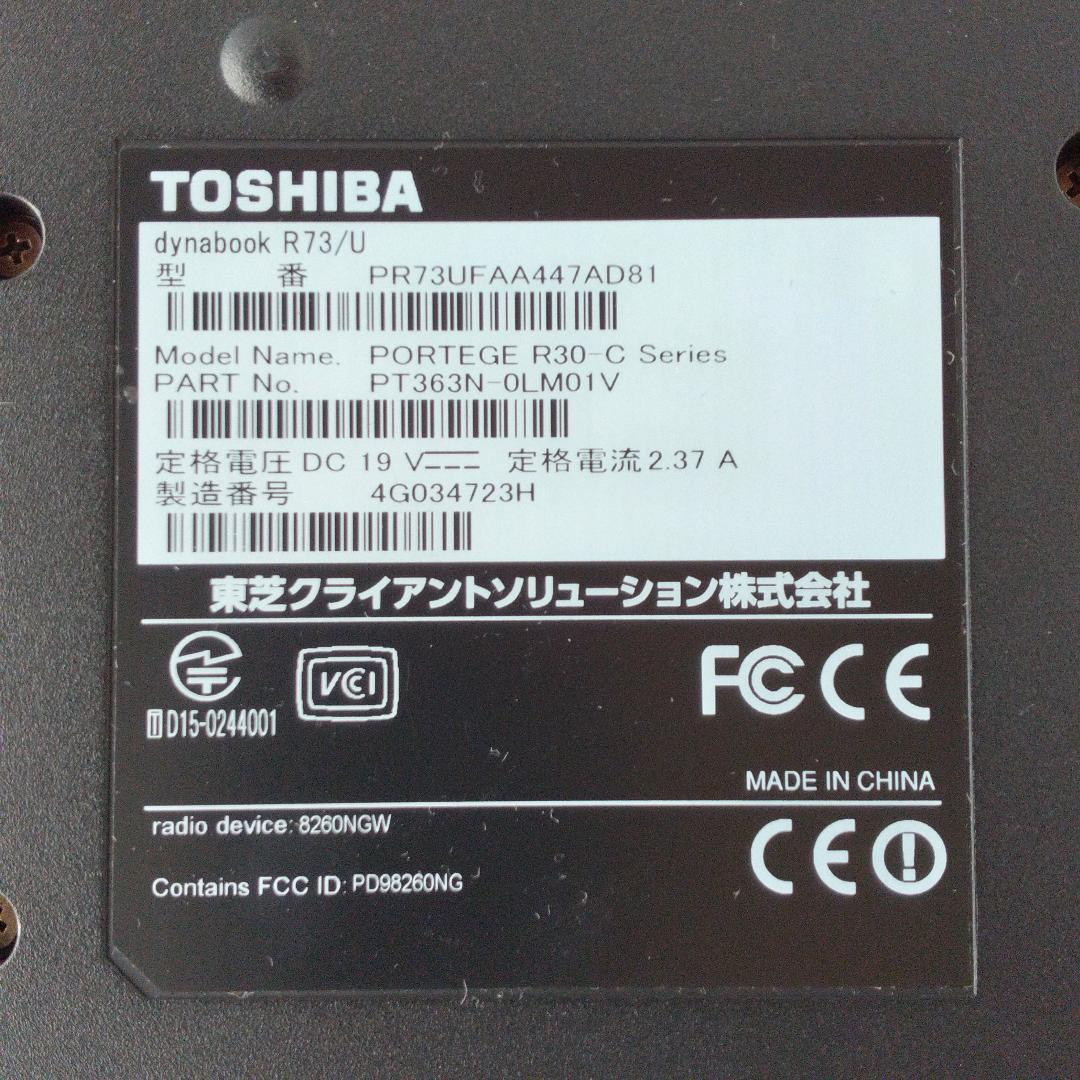 TOSHIBA
dynabook R73/U
型 番 PR73UFAA447AD81
Model Name. PORTEGE R30-C Series
PART No. PT363N-0LM01V
定格電圧 DC 19 V 定格電流 2.37 A
製造番号 4G034723H
東芝クライアントソリューション株式会社
VCCI FCC CE
T D15-0244001
MADE IN CHINA
radio device: 8260NGW
CE
Contains FCC ID: PD98260NG